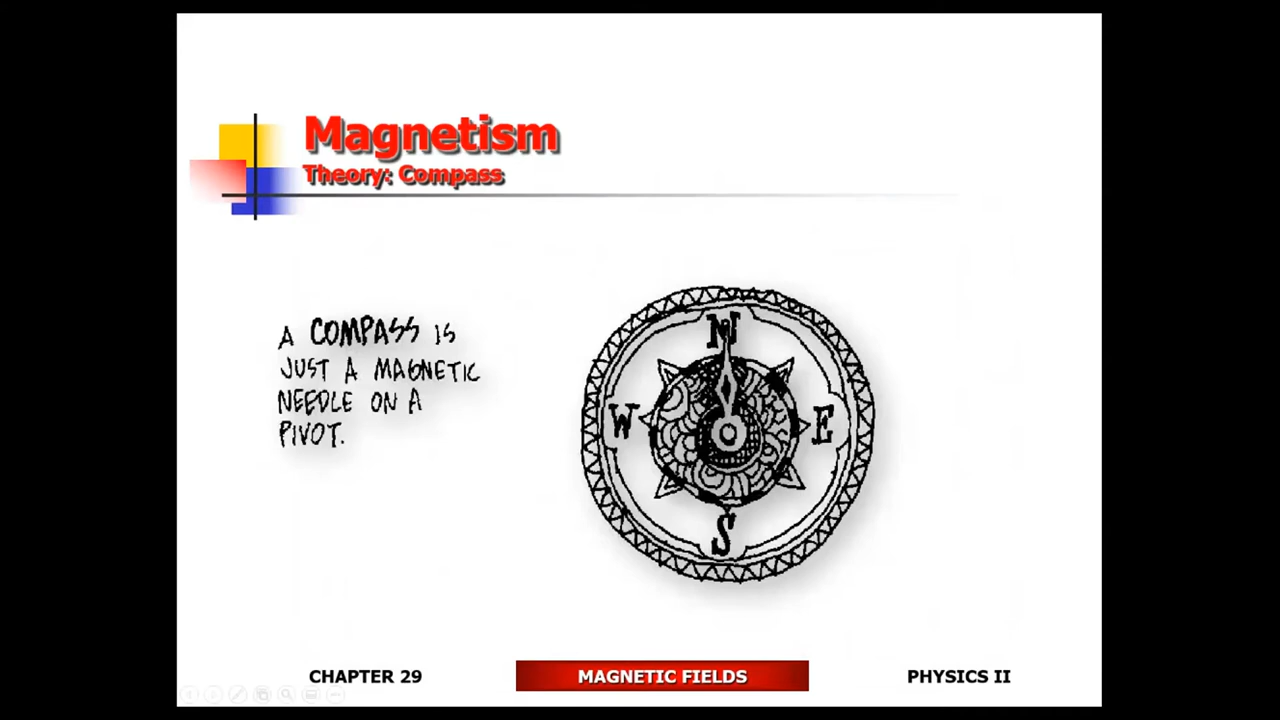 Magnetism
Theory: Compass
A COMPASS IS
JUST A MAGNETIC
NEEDLE ON A
PIVOT.
N
W
E
S
CHAPTER 29
MAGNETIC FIELDS
PHYSICS II